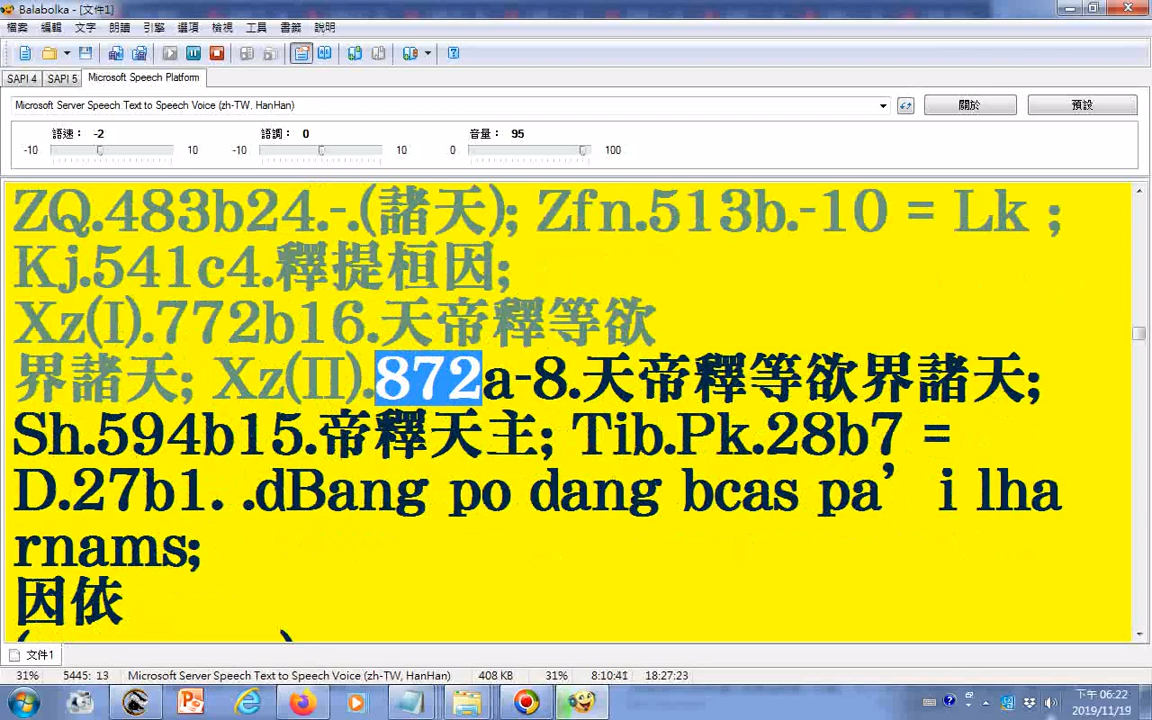 Balabolka - [文件1]
檔案 編輯 文字 朗讀 引擎 選項 檢視 工具 書籤 說明
SAPI 4 SAPI 5 Microsoft Speech Platform
Microsoft Server Speech Text to Speech Voice (zh-TW, HanHan) 關於 預設
語速： -2 語調： 0 音量： 95
-10 10 -10 10 0 100
ZQ.483b24.-.(諸天); Zfn.513b.-10 = Lk ;
Kj.541c4.釋提桓因;
Xz(I).772b16.天帝釋等欲
界諸天; Xz(II).872a-8.天帝釋等欲界諸天;
Sh.594b15.帝釋天主; Tib.Pk.28b7 =
D.27b1. .dBang po dang bcas pa’i lha
rnams;
因依
文件1
31% 5445: 13 Microsoft Server Speech Text to Speech Voice (zh-TW, HanHan) 408 KB 31% 8:10:41 18:27:23
下午 06:22
2019/11/19